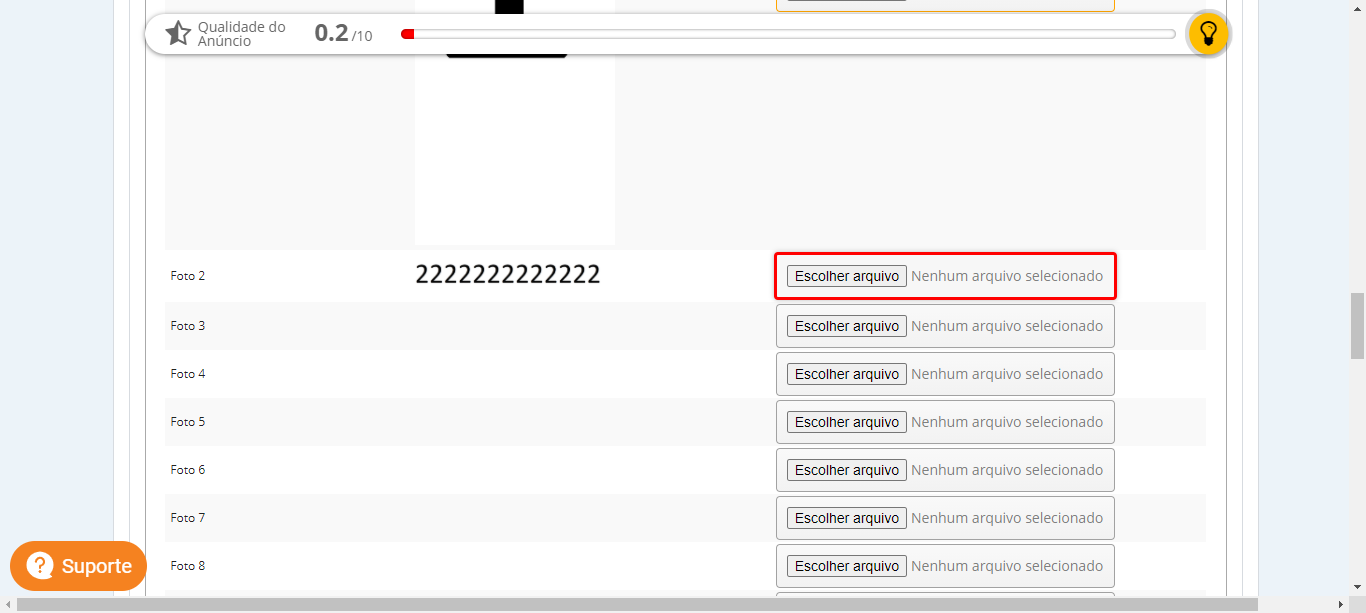 Qualidade do
Anúncio
0.2 /10
Foto 2 2222222222222 Escolher arquivo Nenhum arquivo selecionado
Foto 3 Escolher arquivo Nenhum arquivo selecionado
Foto 4 Escolher arquivo Nenhum arquivo selecionado
Foto 5 Escolher arquivo Nenhum arquivo selecionado
Foto 6 Escolher arquivo Nenhum arquivo selecionado
Foto 7 Escolher arquivo Nenhum arquivo selecionado
Foto 8 Escolher arquivo Nenhum arquivo selecionado
? Suporte